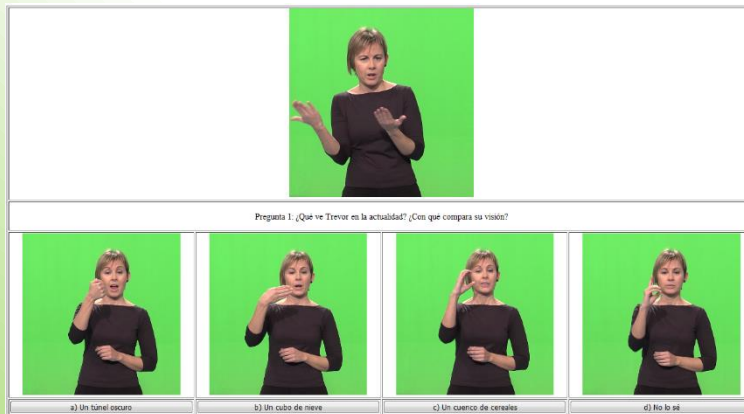 Pregunta 1: ¿Qué ve Trevor en la actualidad? ¿Con qué compara su visión?
a) Un túnel oscuro
b) Un cubo de nieve
c) Un cuenco de cereales
d) No lo sé